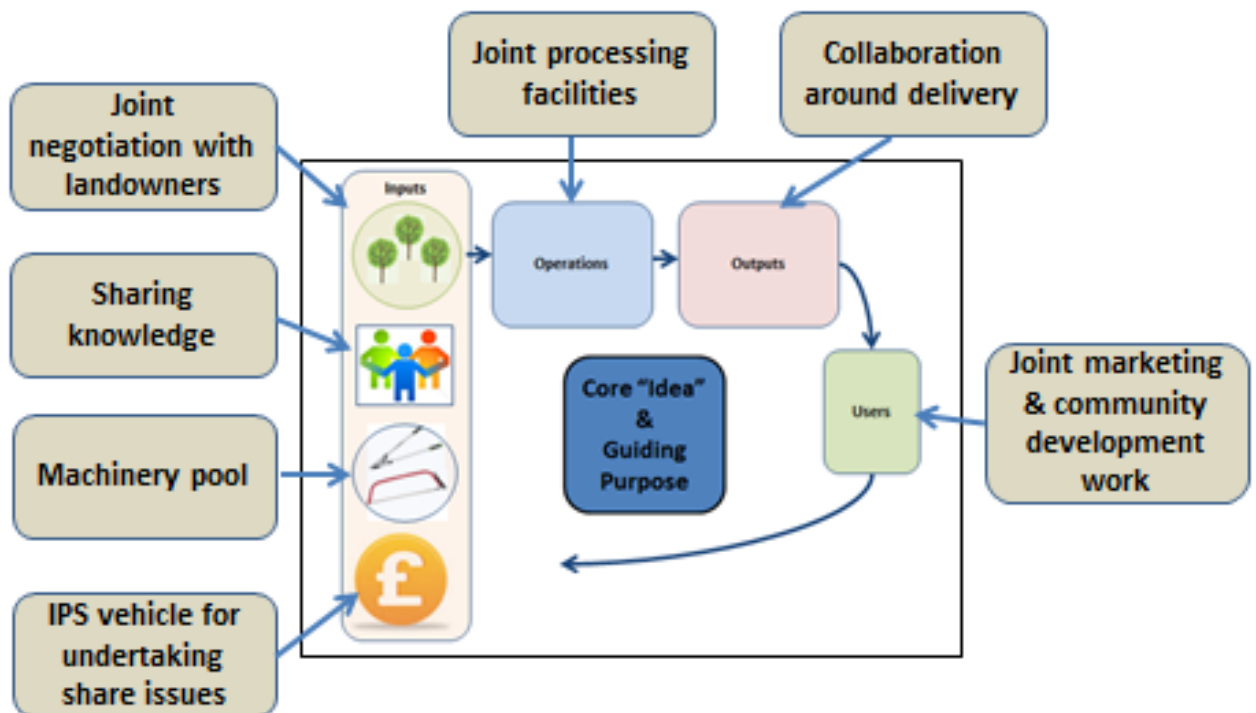 Joint processing
facilities
Collaboration
around delivery
Joint
negotiation with
landowners
Inputs
Operations
Outputs
Sharing
knowledge
Core “Idea”
&
Guiding
Purpose
Users
Joint marketing
& community
development
work
Machinery pool
£
IPS vehicle for
undertaking
share issues